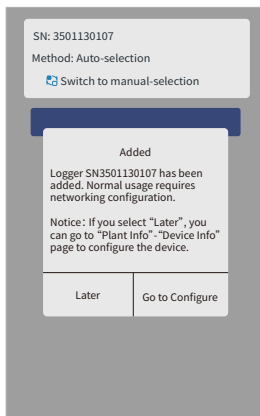 SN: 3501130107
Method: Auto-selection
Switch to manual-selection
Added
Logger SN3501130107 has been
added. Normal usage requires
networking configuration.
Notice: If you select “Later”, you
can go to “Plant Info”-“Device Info”
page to configure the device.
Later
Go to Configure